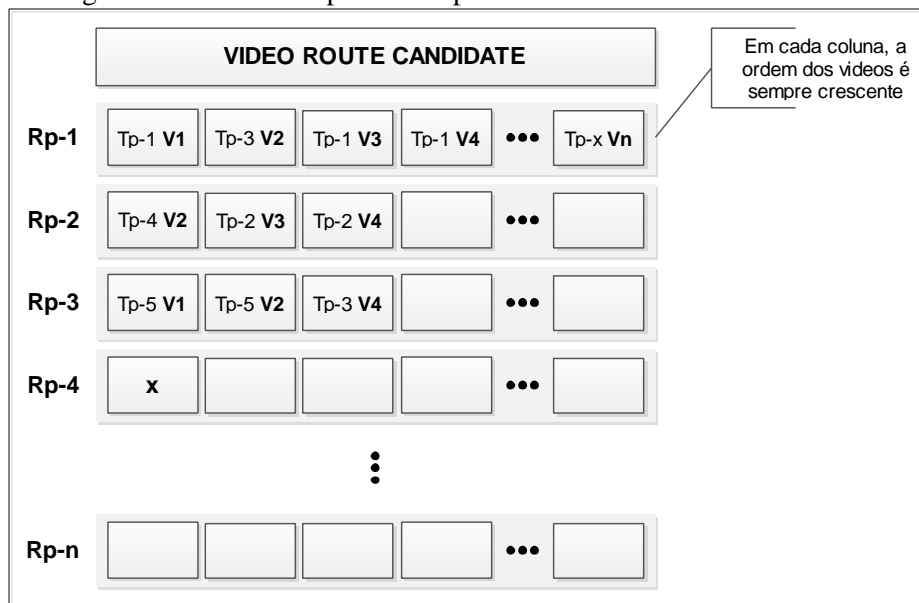 VIDEO ROUTE CANDIDATE
Em cada coluna, a
ordem dos videos é
sempre crescente
Rp-1 Tp-1 V1 Tp-3 V2 Tp-1 V3 Tp-1 V4 ••• Tp-x Vn
Rp-2 Tp-4 V2 Tp-2 V3 Tp-2 V4 •••
Rp-3 Tp-5 V1 Tp-5 V2 Tp-3 V4 •••
Rp-4 x •••
Rp-n •••